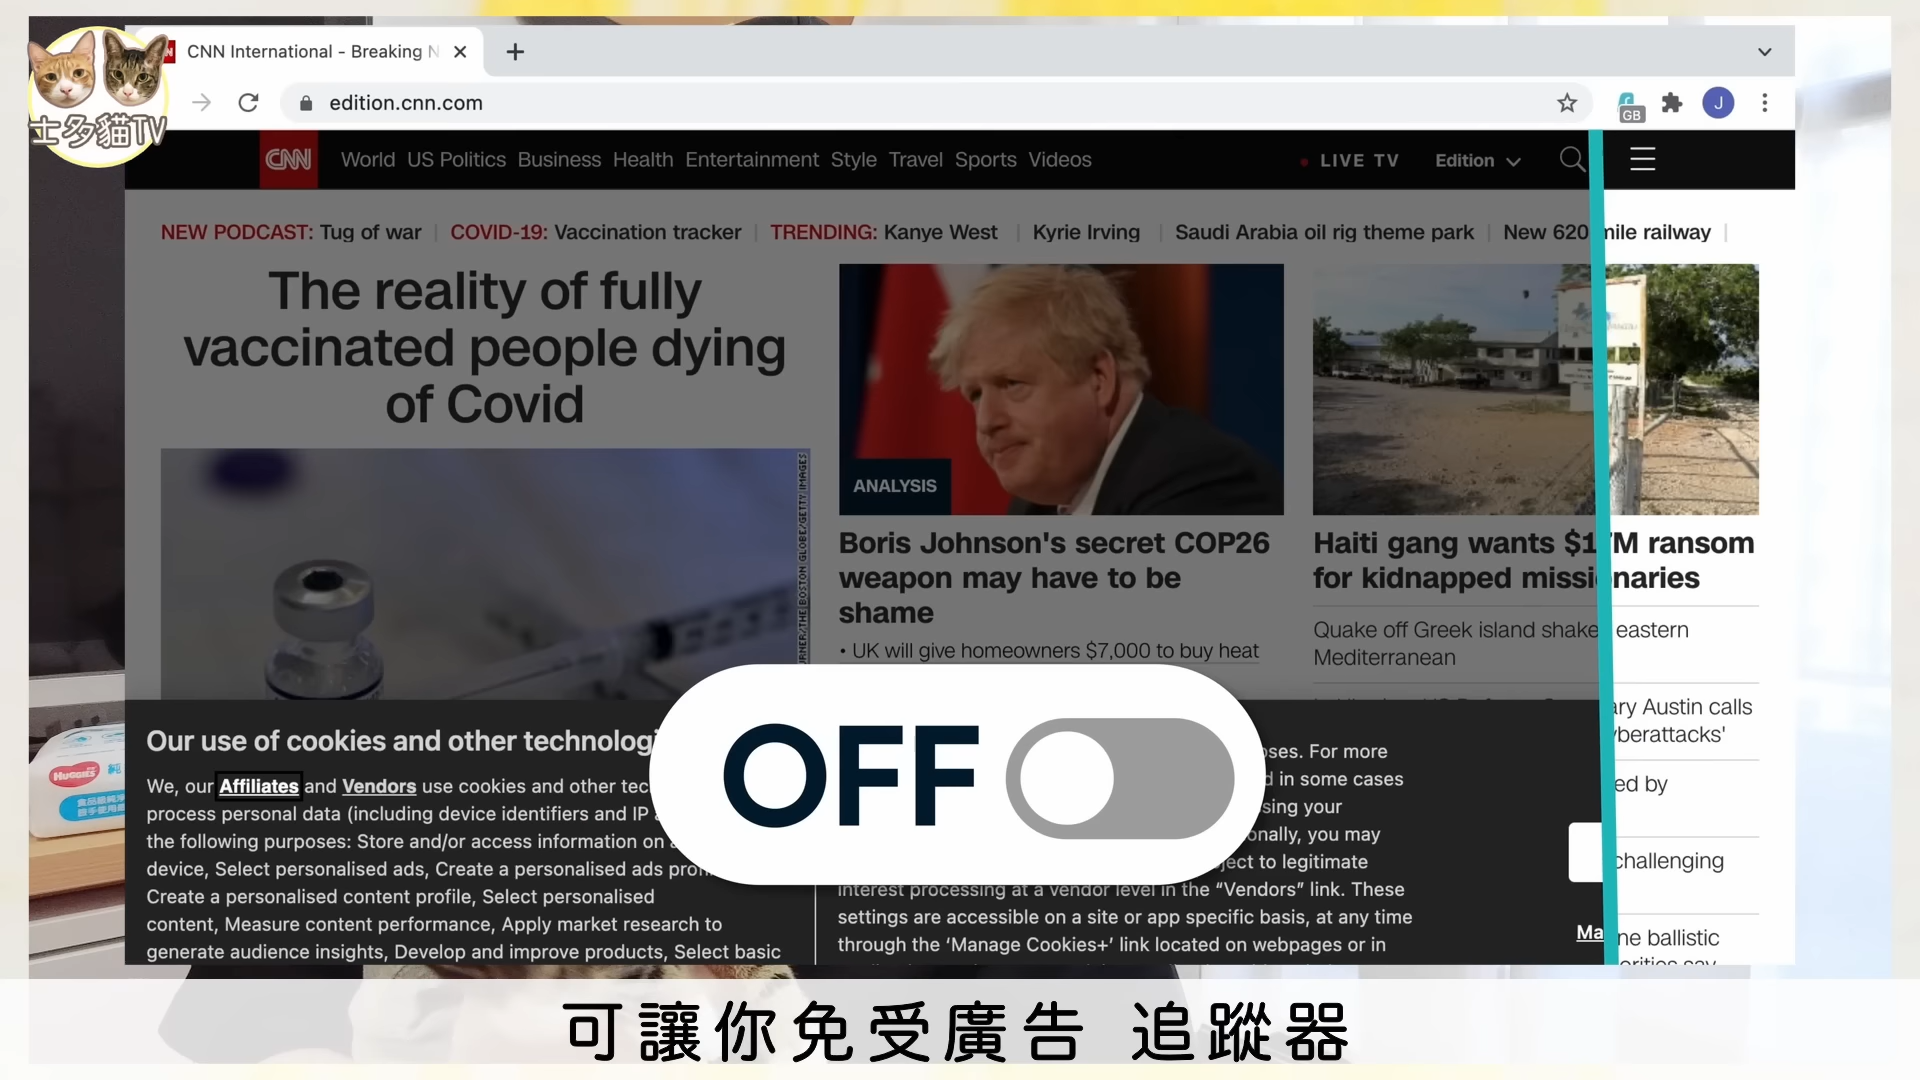 CNN International - Breaking N
士多貓TV
edition.cnn.com
GB
J
CNN World US Politics Business Health Entertainment Style Travel Sports Videos LIVE TV Edition
NEW PODCAST: Tug of war COVID-19: Vaccination tracker TRENDING: Kanye West Kyrie Irving Saudi Arabia oil rig theme park New 620 mile railway
The reality of fully
vaccinated people dying
of Covid
ANALYSIS
Boris Johnson's secret COP26
weapon may have to be
shame
• UK will give homeowners $7,000 to buy heat
Haiti gang wants $17M ransom
for kidnapped missionaries
Quake off Greek island shakes eastern
Mediterranean
ary Austin calls
yberattacks'
ed by
challenging
ne ballistic
Our use of cookies and other technologi
We, our Affiliates and Vendors use cookies and other tec
process personal data (including device identifiers and IP
the following purposes: Store and/or access information on a
device, Select personalised ads, Create a personalised ads prof
Create a personalised content profile, Select personalised
content, Measure content performance, Apply market research to
generate audience insights, Develop and improve products, Select basic
oses. For more
d in some cases
sing your
onally, you may
ject to legitimate
interest processing at a vendor level in the “Vendors” link. These
settings are accessible on a site or app specific basis, at any time
through the ‘Manage Cookies+’ link located on webpages or in
Ma
OFF
HUGGIES
可讓你免受廣告 追蹤器